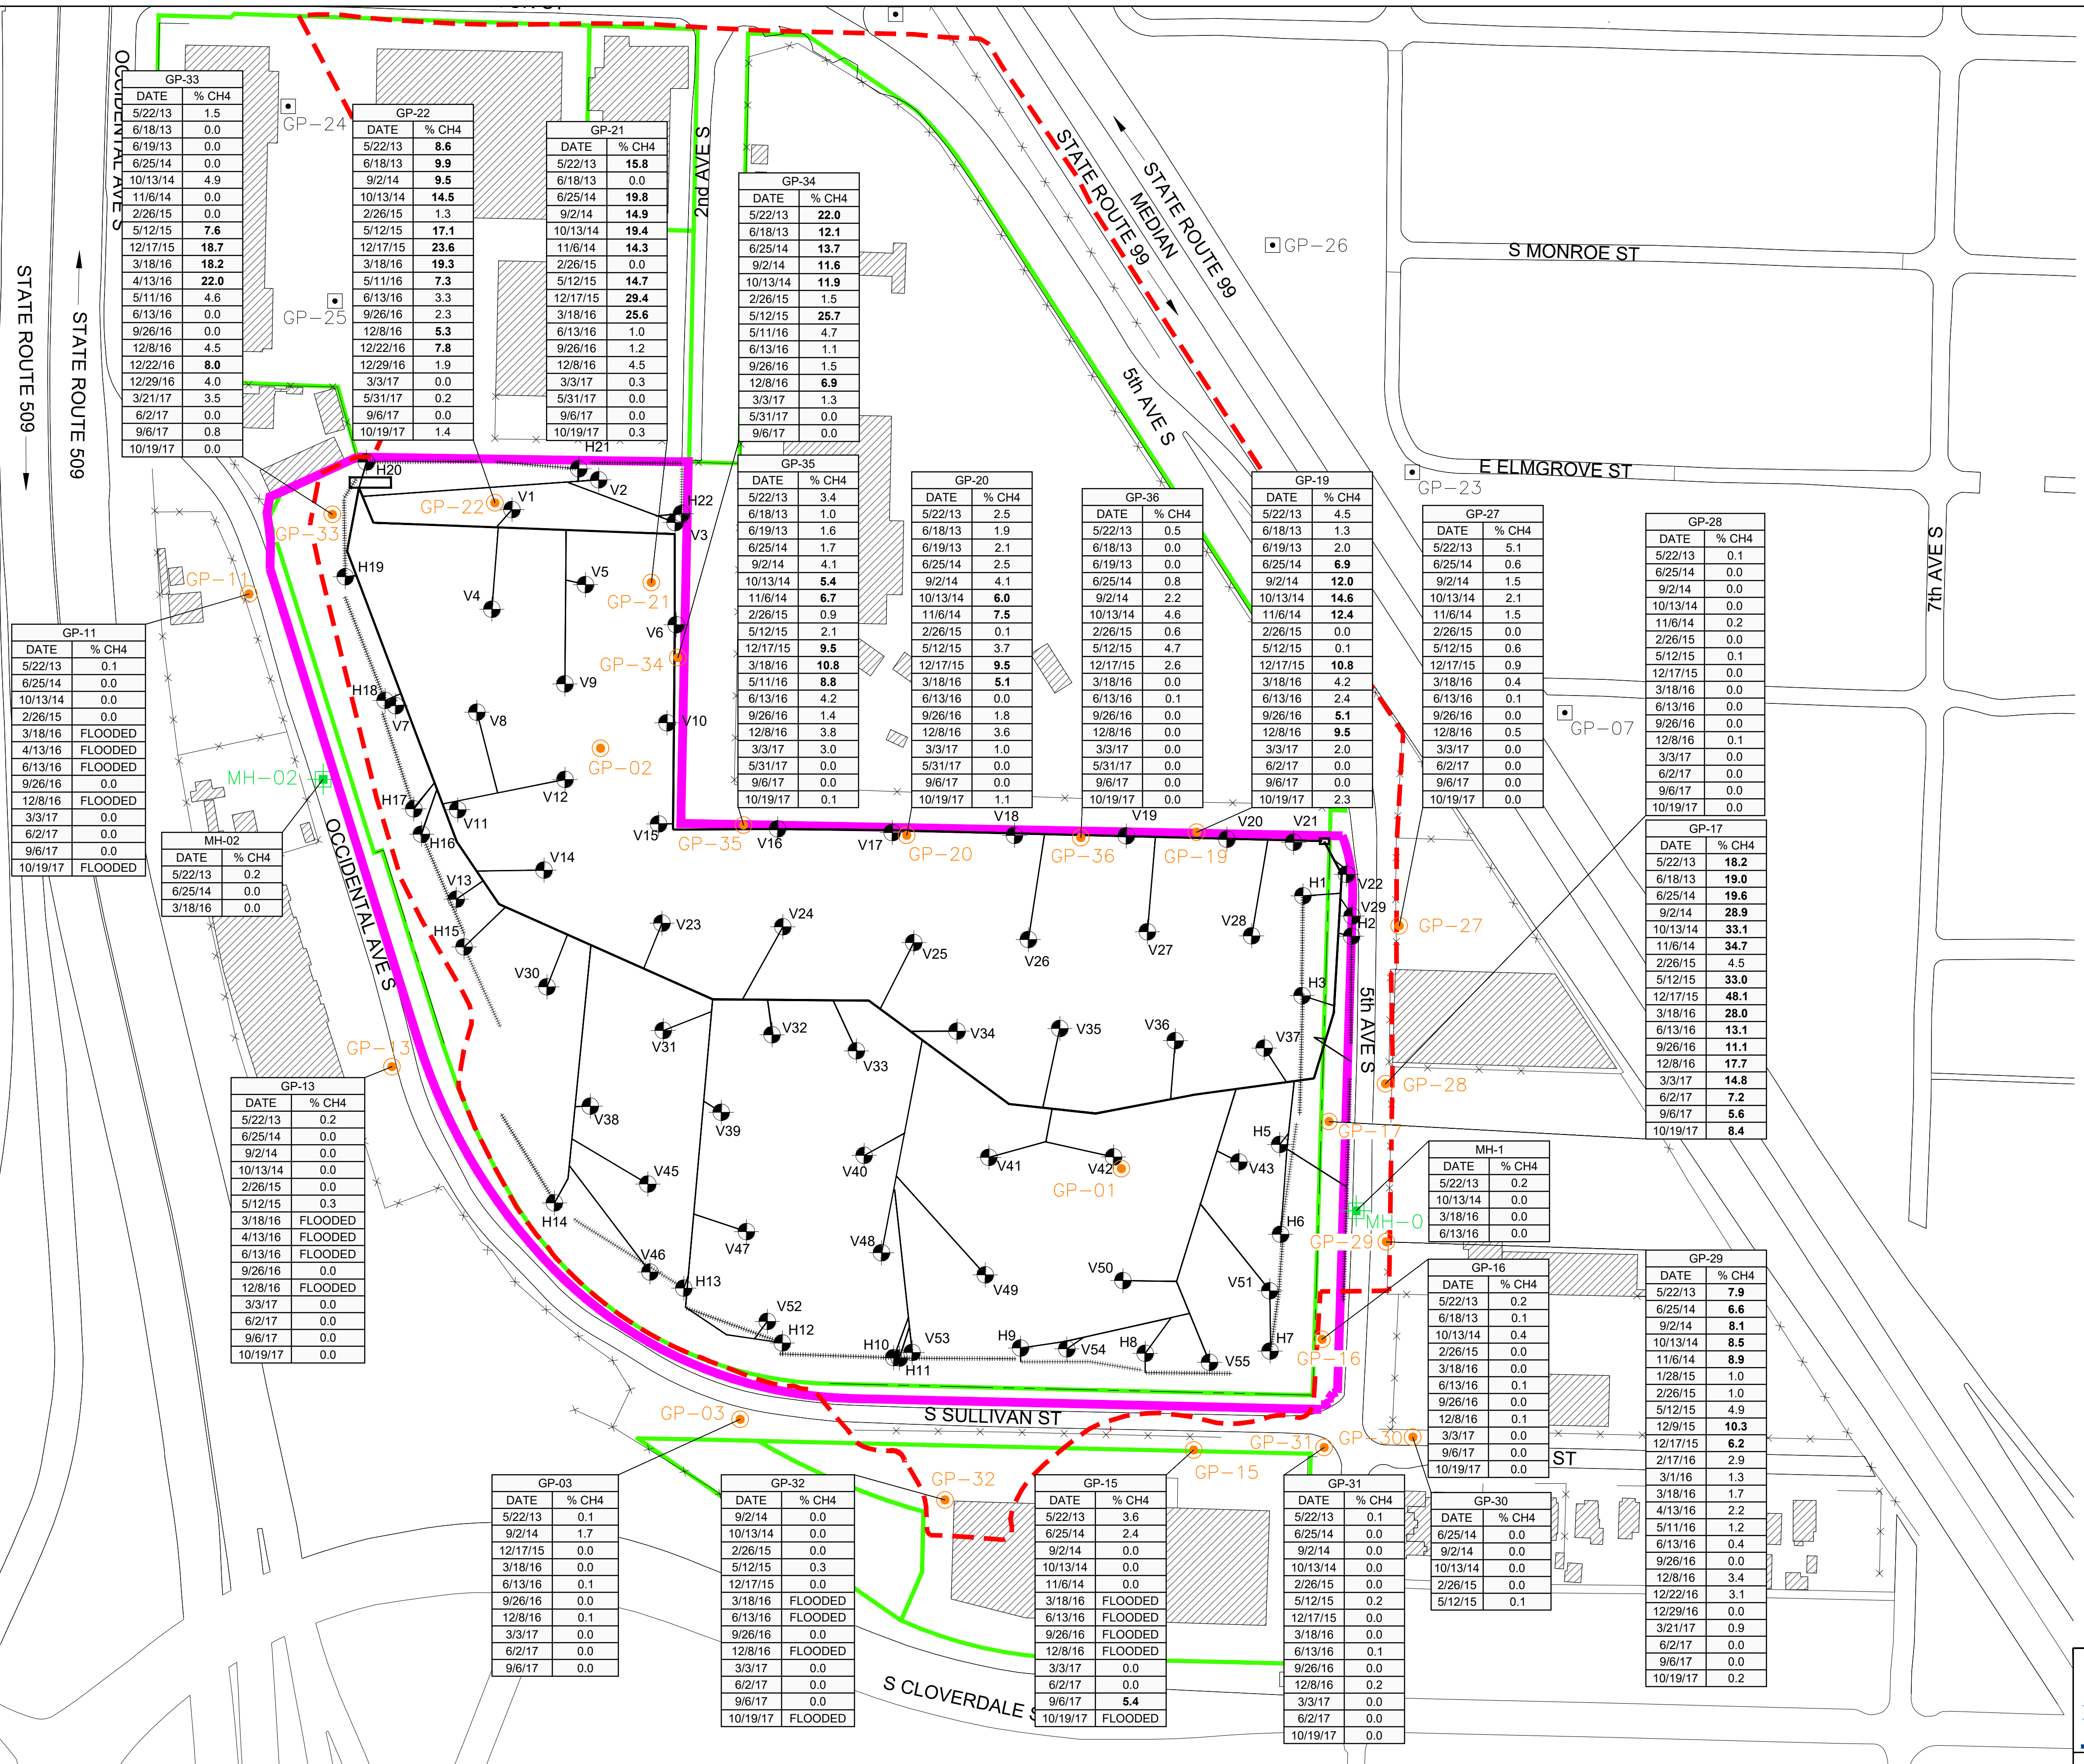 GP-33
DATE % CH4
5/22/13 1.5
6/18/13 0.0
6/19/13 0.0
6/25/14 0.0
10/13/14 4.9
11/6/14 0.0
2/26/15 0.0
5/12/15 7.6
12/17/15 18.7
3/18/16 18.2
4/13/16 22.0
5/11/16 4.6
6/13/16 0.0
9/26/16 0.0
12/8/16 4.5
12/22/16 8.0
12/29/16 4.0
3/21/17 3.5
6/2/17 0.0
9/6/17 0.8
10/19/17 0.0
GP-22
DATE % CH4
5/22/13 8.6
6/18/13 9.9
9/2/14 9.5
10/13/14 14.5
2/26/15 1.3
5/12/15 17.1
12/17/15 23.6
3/18/16 19.3
5/11/16 7.3
6/13/16 3.3
9/26/16 2.3
12/8/16 5.3
12/22/16 7.8
12/29/16 1.9
3/3/17 0.0
5/31/17 0.2
9/6/17 0.0
10/19/17 1.4
GP-21
DATE % CH4
5/22/13 15.8
6/18/13 0.0
6/25/14 19.8
9/2/14 14.9
10/13/14 19.4
11/6/14 14.3
2/26/15 0.0
5/12/15 14.7
12/17/15 29.4
3/18/16 25.6
6/13/16 1.0
9/26/16 1.2
12/8/16 4.5
3/3/17 0.3
5/31/17 0.0
9/6/17 0.0
10/19/17 0.3
GP-34
DATE % CH4
5/22/13 22.0
6/18/13 12.1
6/25/14 13.7
9/2/14 11.6
10/13/14 11.9
2/26/15 1.5
5/12/15 25.7
5/11/16 4.7
6/13/16 1.1
9/26/16 1.5
12/8/16 6.9
3/3/17 1.3
5/31/17 0.0
9/6/17 0.0
GP-35
DATE % CH4
5/22/13 3.4
6/18/13 1.0
6/19/13 1.6
6/25/14 1.7
9/2/14 4.1
10/13/14 5.4
11/6/14 6.7
2/26/15 0.9
5/12/15 2.1
12/17/15 9.5
3/18/16 10.8
5/11/16 8.8
6/13/16 4.2
9/26/16 1.4
12/8/16 3.8
3/3/17 3.0
5/31/17 0.0
9/6/17 0.0
10/19/17 0.1
GP-20
DATE % CH4
5/22/13 2.5
6/18/13 1.9
6/19/13 2.1
6/25/14 2.5
9/2/14 4.1
10/13/14 6.0
11/6/14 7.5
2/26/15 0.1
5/12/15 3.7
12/17/15 9.5
3/18/16 5.1
6/13/16 0.0
9/26/16 1.8
12/8/16 3.6
3/3/17 1.0
5/31/17 0.0
9/6/17 0.0
10/19/17 1.1
GP-36
DATE % CH4
5/22/13 0.5
6/18/13 0.0
6/19/13 0.0
6/25/14 0.8
9/2/14 2.2
10/13/14 4.6
2/26/15 0.6
5/12/15 4.7
12/17/15 2.6
3/18/16 0.0
6/13/16 0.1
9/26/16 0.0
12/8/16 0.0
3/3/17 0.0
5/31/17 0.0
9/6/17 0.0
10/19/17 0.0
GP-19
DATE % CH4
5/22/13 4.5
6/18/13 1.3
6/19/13 2.0
6/25/14 6.9
9/2/14 12.0
10/13/14 14.6
11/6/14 12.4
2/26/15 0.0
5/12/15 0.1
12/17/15 10.8
3/18/16 4.2
6/13/16 2.4
9/26/16 5.1
12/8/16 9.5
3/3/17 2.0
6/2/17 0.0
9/6/17 0.0
10/19/17 2.3
GP-27
DATE % CH4
5/22/13 5.1
6/25/14 0.6
9/2/14 1.5
10/13/14 2.1
11/6/14 1.5
2/26/15 0.0
5/12/15 0.6
12/17/15 0.9
3/18/16 0.4
6/13/16 0.1
9/26/16 0.0
12/8/16 0.5
3/3/17 0.0
6/2/17 0.0
9/6/17 0.0
10/19/17 0.0
GP-28
DATE % CH4
5/22/13 0.1
6/25/14 0.0
9/2/14 0.0
10/13/14 0.0
11/6/14 0.2
2/26/15 0.0
5/12/15 0.1
12/17/15 0.0
3/18/16 0.0
6/13/16 0.0
9/26/16 0.0
12/8/16 0.1
3/3/17 0.0
6/2/17 0.0
9/6/17 0.0
10/19/17 0.0
GP-17
DATE % CH4
5/22/13 18.2
6/18/13 19.0
6/25/14 19.6
9/2/14 28.9
10/13/14 33.1
11/6/14 34.7
2/26/15 4.5
5/12/15 33.0
12/17/15 48.1
3/18/16 28.0
6/13/16 13.1
9/26/16 11.1
12/8/16 17.7
3/3/17 14.8
6/2/17 7.2
9/6/17 5.6
10/19/17 8.4
GP-11
DATE % CH4
5/22/13 0.1
6/25/14 0.0
10/13/14 0.0
2/26/15 0.0
3/18/16 FLOODED
4/13/16 FLOODED
6/13/16 FLOODED
9/26/16 0.0
12/8/16 FLOODED
3/3/17 0.0
6/2/17 0.0
9/6/17 0.0
10/19/17 FLOODED
MH-02
DATE % CH4
5/22/13 0.2
6/25/14 0.0
3/18/16 0.0
GP-13
DATE % CH4
5/22/13 0.2
6/25/14 0.0
9/2/14 0.0
10/13/14 0.0
2/26/15 0.0
5/12/15 0.3
3/18/16 FLOODED
4/13/16 FLOODED
6/13/16 FLOODED
9/26/16 0.0
12/8/16 FLOODED
3/3/17 0.0
6/2/17 0.0
9/6/17 0.0
10/19/17 0.0
MH-1
DATE % CH4
5/22/13 0.2
10/13/14 0.0
3/18/16 0.0
6/13/16 0.0
GP-16
DATE % CH4
5/22/13 0.2
6/18/13 0.1
10/13/14 0.4
2/26/15 0.0
3/18/16 0.0
6/13/16 0.1
9/26/16 0.0
12/8/16 0.1
3/3/17 0.0
9/6/17 0.0
10/19/17 0.0
GP-29
DATE % CH4
5/22/13 7.9
6/25/14 6.6
9/2/14 8.1
10/13/14 8.5
11/6/14 8.9
1/28/15 1.0
2/26/15 1.0
5/12/15 4.9
12/9/15 10.3
12/17/15 6.2
2/17/16 2.9
3/1/16 1.3
3/18/16 1.7
4/13/16 2.2
5/11/16 1.2
6/13/16 0.4
9/26/16 0.0
12/8/16 3.4
12/22/16 3.1
12/29/16 0.0
3/21/17 0.9
6/2/17 0.0
9/6/17 0.0
10/19/17 0.2
GP-03
DATE % CH4
5/22/13 0.1
9/2/14 1.7
12/17/15 0.0
3/18/16 0.0
6/13/16 0.1
9/26/16 0.0
12/8/16 0.1
3/3/17 0.0
6/2/17 0.0
9/6/17 0.0
GP-32
DATE % CH4
9/2/14 0.0
10/13/14 0.0
2/26/15 0.0
5/12/15 0.3
12/17/15 0.0
3/18/16 FLOODED
6/13/16 FLOODED
9/26/16 0.0
12/8/16 FLOODED
3/3/17 0.0
6/2/17 0.0
9/6/17 0.0
10/19/17 FLOODED
GP-15
DATE % CH4
5/22/13 3.6
6/25/14 2.4
9/2/14 0.0
10/13/14 0.0
11/6/14 0.0
3/18/16 FLOODED
6/13/16 FLOODED
9/26/16 FLOODED
12/8/16 FLOODED
3/3/17 0.0
6/2/17 0.0
9/6/17 5.4
10/19/17 FLOODED
GP-31
DATE % CH4
5/22/13 0.1
6/25/14 0.0
9/2/14 0.0
10/13/14 0.0
2/26/15 0.0
5/12/15 0.2
12/17/15 0.0
3/18/16 0.0
6/13/16 0.1
9/26/16 0.0
12/8/16 0.2
3/3/17 0.0
6/2/17 0.0
10/19/17 0.0
GP-30
DATE % CH4
6/25/14 0.0
9/2/14 0.0
10/13/14 0.0
2/26/15 0.0
5/12/15 0.1
OCCIDENTAL AVE S
STATE ROUTE 509
STATE ROUTE 509
2nd AVE S
STATE ROUTE 99
MEDIAN
STATE ROUTE 99
5th AVE S
S MONROE ST
E ELMGROVE ST
7th AVE S
OCCIDENTAL AVE S
5th AVE S
S SULLIVAN ST
ST
S CLOVERDALE
GP-24
GP-25
GP-26
GP-23
GP-07
GP-33
GP-22
GP-11
GP-21
GP-34
GP-02
MH-02
GP-35
GP-20
GP-36
GP-19
GP-27
GP-28
GP-17
GP-13
GP-01
MH-0
GP-29
GP-16
GP-03
GP-32
GP-15
GP-31
GP-30
H20
H21
V1
V2
H22
V3
H19
V4
V5
V6
H18
V7
V8
V9
V10
H17
V11
V12
H16
V15
V16
V17
V18
V19
V20
V21
V13
V14
H15
V22
H1
V29
H2
V23
V24
V25
V26
V27
V28
V30
H3
V31
V32
V33
V34
V35
V36
V37
V38
V39
V40
V41
V42
V43
H5
V45
H14
V46
V47
V48
V49
V50
V51
H6
H13
V52
H12
H10
V53
H11
H9
V54
H8
V55
H7